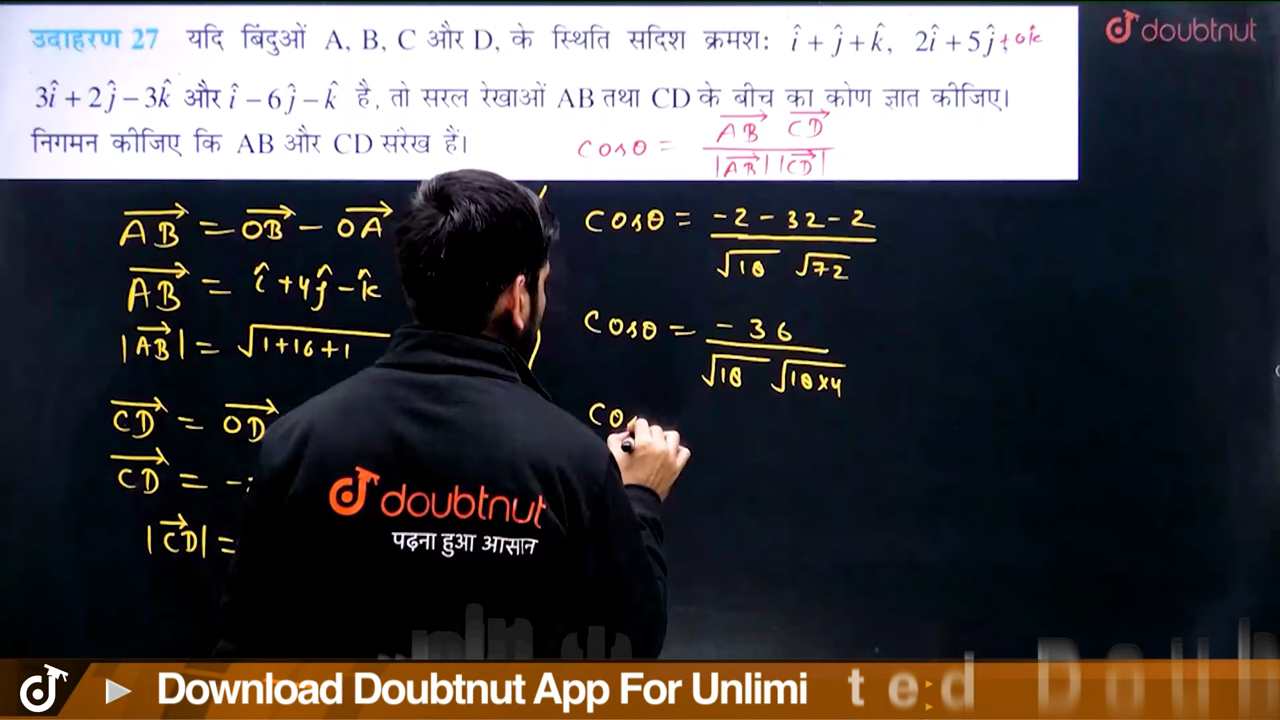 उदाहरण 27 यदि बिंदुओं A, B, C और D, के स्थिति सदिश क्रमश: î + ĵ + k̂, 2î + 5ĵ, + 0k̂
3î + 2ĵ − 3k̂ और î − 6ĵ − k̂ है, तो सरल रेखाओं AB तथा CD के बीच का कोण ज्ञात कीजिए।
निगमन कीजिए कि AB और CD संरेख हैं।
cosθ = AB⃗ CD⃗ / |AB⃗| |CD⃗|
doubtnut
AB⃗ = OB⃗ − OA⃗
AB⃗ = î + 4ĵ − k̂
|AB⃗| = √1+16+1
CD⃗ = OD⃗
CD⃗ = −
|CD⃗| =
cosθ = −2 − 32 − 2 / √18 √72
cosθ = −36 / √18 √18×4
co
doubtnut
पढ़ना हुआ आसान
Download Doubtnut App For Unlimi t e d D o u